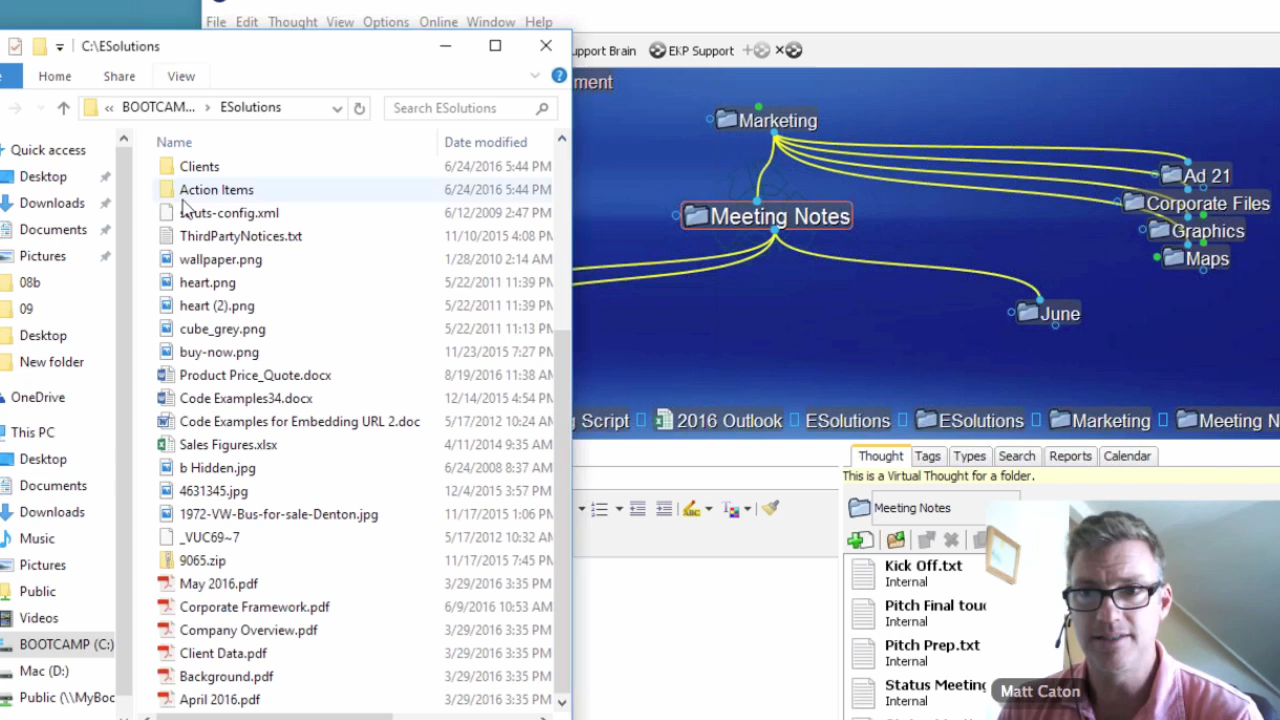 File Edit Thought View Options Online Window Help
C:\ESolutions
Home Share View
upport Brain EKP Support
« BOOTCAM... > ESolutions
Search ESolutions
Name Date modified
Quick access
Desktop
Downloads
Documents
Pictures
08b
09
Desktop
New folder
OneDrive
This PC
Desktop
Documents
Downloads
Music
Pictures
Public
Videos
BOOTCAMP (C:)
Mac (D:)
Public (\\MyBoc
Clients 6/24/2016 5:44 PM
Action Items 6/24/2016 5:44 PM
struts-config.xml 6/12/2009 2:47 PM
ThirdPartyNotices.txt 11/10/2015 4:08 PM
wallpaper.png 1/28/2010 2:14 AM
heart.png 5/22/2011 11:39 PM
heart (2).png 5/22/2011 11:39 PM
cube_grey.png 5/22/2011 11:13 PM
buy-now.png 11/23/2015 7:27 PM
Product Price_Quote.docx 8/19/2016 11:38 AM
Code Examples34.docx 12/14/2015 4:54 PM
Code Examples for Embedding URL 2.doc 5/17/2012 10:24 AM
Sales Figures.xlsx 4/11/2014 9:35 AM
b Hidden.jpg 6/24/2008 8:37 AM
4631345.jpg 12/4/2015 3:57 PM
1972-VW-Bus-for-sale-Denton.jpg 11/17/2015 1:06 PM
_VUC69~7 5/17/2012 10:32 AM
9065.zip 11/17/2015 7:45 PM
May 2016.pdf 3/29/2016 3:35 PM
Corporate Framework.pdf 6/9/2016 10:53 AM
Company Overview.pdf 3/29/2016 3:35 PM
Client Data.pdf 3/29/2016 3:35 PM
Background.pdf 3/29/2016 3:35 PM
April 2016.pdf 3/29/2016 3:35 PM
ment
Marketing
Meeting Notes
Ad 21
Corporate Files
Graphics
Maps
June
g Script 2016 Outlook ESolutions ESolutions Marketing Meeting N
Thought Tags Types Search Reports Calendar
This is a Virtual Thought for a folder.
Meeting Notes
Kick Off.txt
Internal
Pitch Final touc
Internal
Pitch Prep.txt
Internal
Status Meeting
Internal
Matt Caton